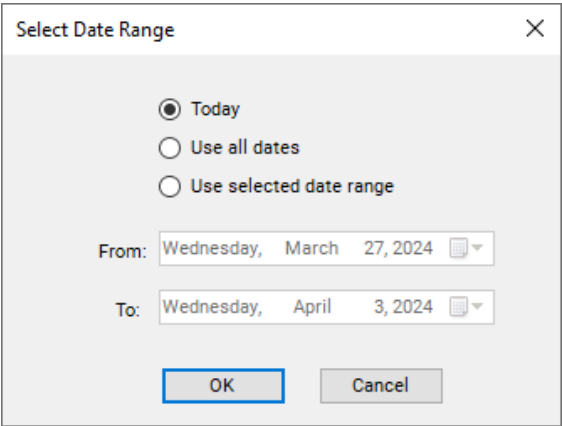 Select Date Range
Today
Use all dates
Use selected date range
From: Wednesday, March 27, 2024
To: Wednesday, April 3, 2024
OK Cancel